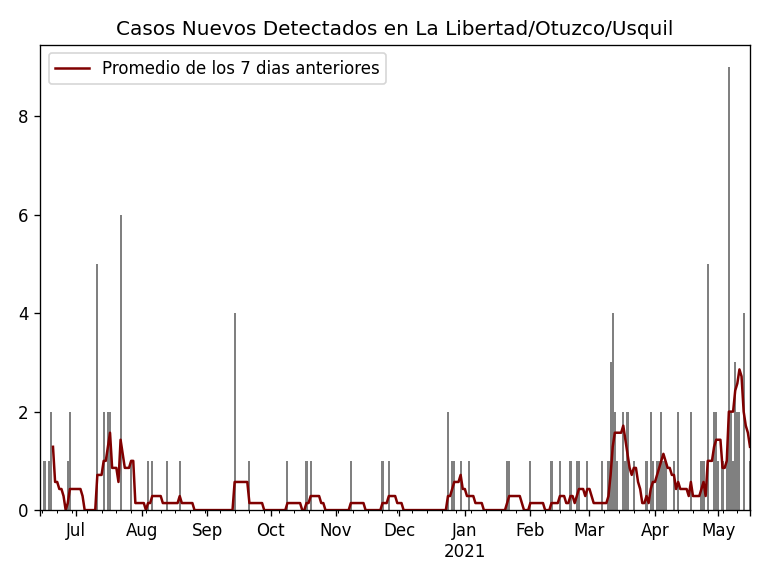 Casos Nuevos Detectados en La Libertad/Otuzco/Usquil
Promedio de los 7 dias anteriores
8
6
4
2
0
Jul Aug Sep Oct Nov Dec Jan Feb Mar Apr May
2021